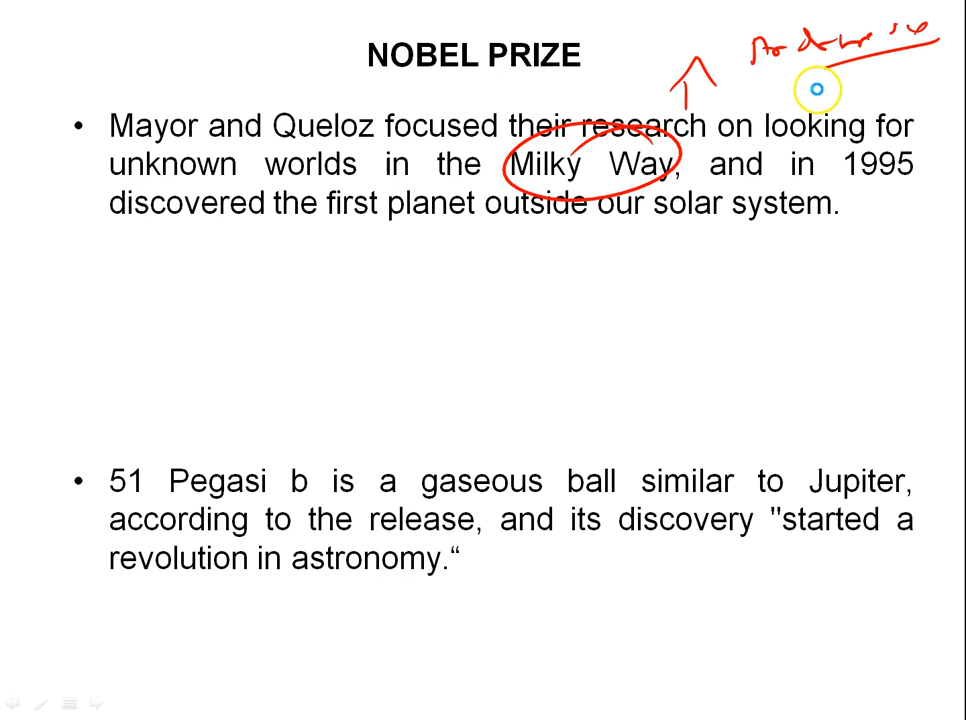 NOBEL PRIZE
• Mayor and Queloz focused their research on looking for
unknown worlds in the Milky Way, and in 1995
discovered the first planet outside our solar system.
• 51 Pegasi b is a gaseous ball similar to Jupiter,
according to the release, and its discovery "started a
revolution in astronomy.“